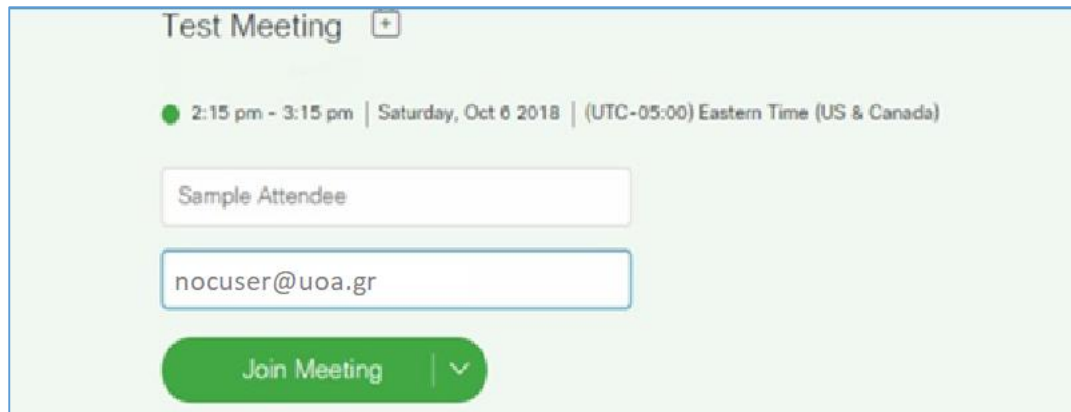 Test Meeting
2:15 pm - 3:15 pm | Saturday, Oct 6 2018 | (UTC-05:00) Eastern Time (US & Canada)
Sample Attendee
nocuser@uoa.gr
Join Meeting